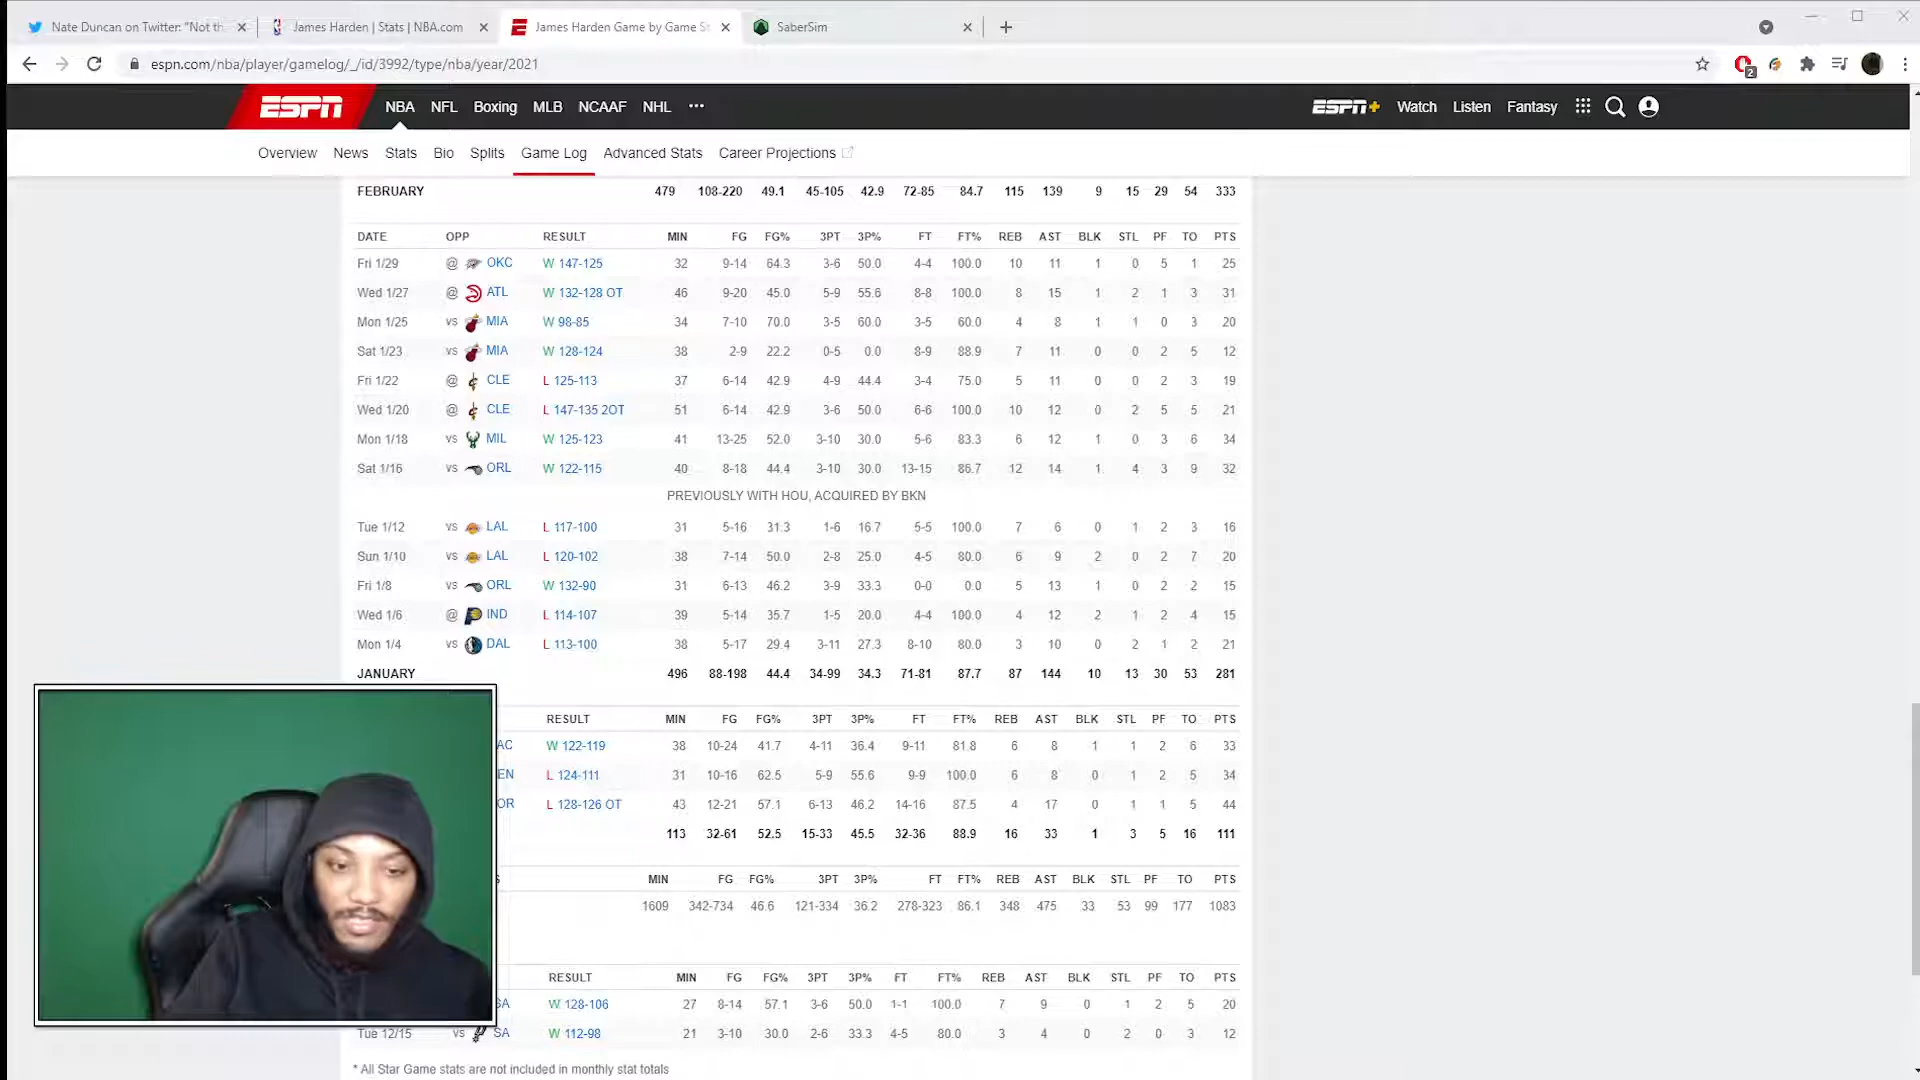 Nate Duncan on Twitter: "Not th
James Harden | Stats | NBA.com
James Harden Game by Game St
SaberSim
espn.com/nba/player/gamelog/_/id/3992/type/nba/year/2021
2
ESPN NBA NFL Boxing MLB NCAAF NHL ESPN+ Watch Listen Fantasy
Overview News Stats Bio Splits Game Log Advanced Stats Career Projections
FEBRUARY 479 108-220 49.1 45-105 42.9 72-85 84.7 115 139 9 15 29 54 333
DATE OPP RESULT MIN FG FG% 3PT 3P% FT FT% REB AST BLK STL PF TO PTS
Fri 1/29 @ OKC W 147-125 32 9-14 64.3 3-6 50.0 4-4 100.0 10 11 1 0 5 1 25
Wed 1/27 @ ATL W 132-128 OT 46 9-20 45.0 5-9 55.6 8-8 100.0 8 15 1 2 1 3 31
Mon 1/25 vs MIA W 98-85 34 7-10 70.0 3-5 60.0 3-5 60.0 4 8 1 1 0 3 20
Sat 1/23 vs MIA W 128-124 38 2-9 22.2 0-5 0.0 8-9 88.9 7 11 0 0 2 5 12
Fri 1/22 @ CLE L 125-113 37 6-14 42.9 4-9 44.4 3-4 75.0 5 11 0 0 2 3 19
Wed 1/20 @ CLE L 147-135 2OT 51 6-14 42.9 3-6 50.0 6-6 100.0 10 12 0 2 5 5 21
Mon 1/18 vs MIL W 125-123 41 13-25 52.0 3-10 30.0 5-6 83.3 6 12 1 0 3 6 34
Sat 1/16 vs ORL W 122-115 40 8-18 44.4 3-10 30.0 13-15 86.7 12 14 1 4 3 9 32
PREVIOUSLY WITH HOU, ACQUIRED BY BKN
Tue 1/12 vs LAL L 117-100 31 5-16 31.3 1-6 16.7 5-5 100.0 7 6 0 1 2 3 16
Sun 1/10 vs LAL L 120-102 38 7-14 50.0 2-8 25.0 4-5 80.0 6 9 2 0 2 7 20
Fri 1/8 vs ORL W 132-90 31 6-13 46.2 3-9 33.3 0-0 0.0 5 13 1 0 2 2 15
Wed 1/6 @ IND L 114-107 39 5-14 35.7 1-5 20.0 4-4 100.0 4 12 2 1 2 4 15
Mon 1/4 vs DAL L 113-100 38 5-17 29.4 3-11 27.3 8-10 80.0 3 10 0 2 1 2 21
JANUARY 496 88-198 44.4 34-99 34.3 71-81 87.7 87 144 10 13 30 53 281
RESULT MIN FG FG% 3PT 3P% FT FT% REB AST BLK STL PF TO PTS
AC W 122-119 38 10-24 41.7 4-11 36.4 9-11 81.8 6 8 1 1 2 6 33
EN L 124-111 31 10-16 62.5 5-9 55.6 9-9 100.0 6 8 0 1 2 5 34
OR L 128-126 OT 43 12-21 57.1 6-13 46.2 14-16 87.5 4 17 0 1 1 5 44
113 32-61 52.5 15-33 45.5 32-36 88.9 16 33 1 3 5 16 111
S MIN FG FG% 3PT 3P% FT FT% REB AST BLK STL PF TO PTS
1609 342-734 46.6 121-334 36.2 278-323 86.1 348 475 33 53 99 177 1083
RESULT MIN FG FG% 3PT 3P% FT FT% REB AST BLK STL PF TO PTS
SA W 128-106 27 8-14 57.1 3-6 50.0 1-1 100.0 7 9 0 1 2 5 20
Tue 12/15 vs SA W 112-98 21 3-10 30.0 2-6 33.3 4-5 80.0 3 4 0 2 0 3 12
* All Star Game stats are not included in monthly stat totals